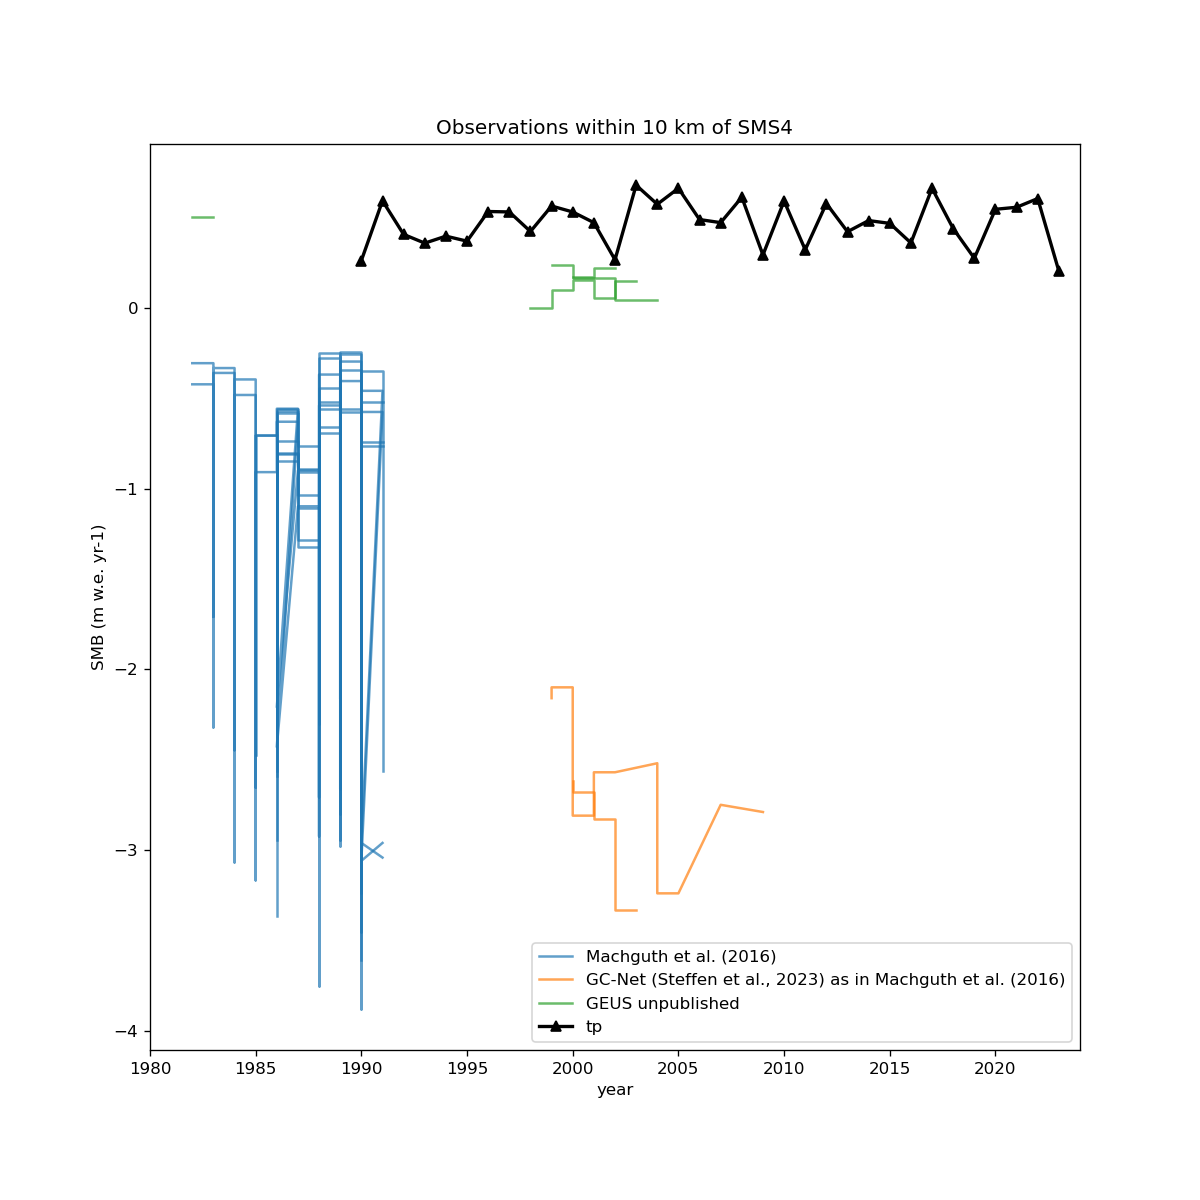 Observations within 10 km of SMS4
SMB (m w.e. yr-1)
0
−1
−2
−3
−4
Machguth et al. (2016)
GC-Net (Steffen et al., 2023) as in Machguth et al. (2016)
GEUS unpublished
tp
1980 1985 1990 1995 2000 2005 2010 2015 2020
year